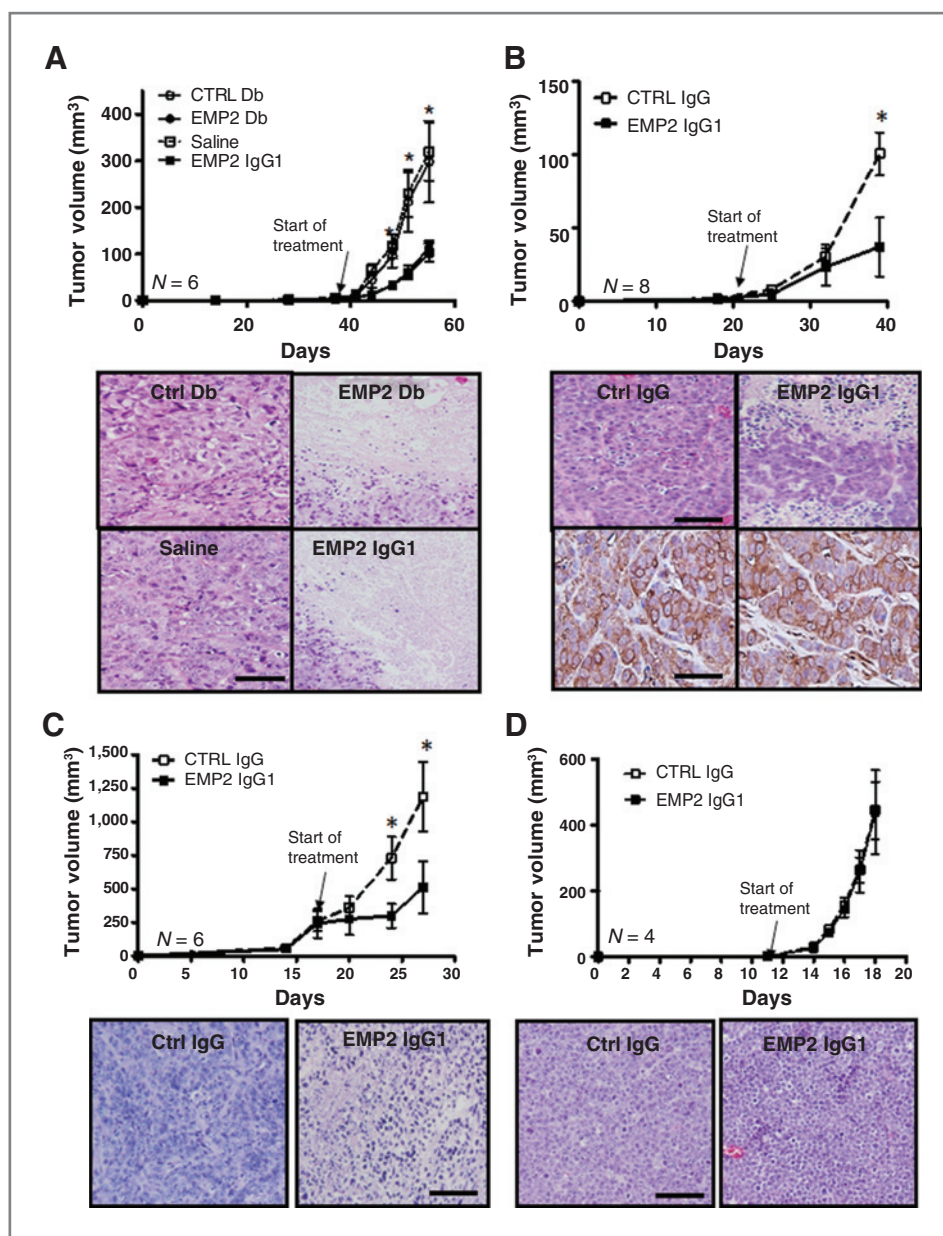 A
CTRL Db
EMP2 Db
Saline
EMP2 IgG1
Tumor volume (mm³)
400
300
200
100
0
Start of
treatment
N = 6
*
*
*
0
20
40
60
Days
Ctrl Db
EMP2 Db
Saline
EMP2 IgG1
B
CTRL IgG
EMP2 IgG1
Tumor volume (mm³)
150
100
50
0
Start of
treatment
N = 8
*
0
10
20
30
40
Days
Ctrl IgG
EMP2 IgG1
C
CTRL IgG
EMP2 IgG1
Tumor volume (mm³)
1,500
1,250
1,000
750
500
250
0
Start of
treatment
N = 6
*
*
0
5
15
20
25
30
Days
Ctrl IgG
EMP2 IgG1
D
CTRL IgG
EMP2 IgG1
Tumor volume (mm³)
600
400
200
0
Start of
treatment
N = 4
0
2
4
6
8
10
12
14
16
18
20
Days
Ctrl IgG
EMP2 IgG1